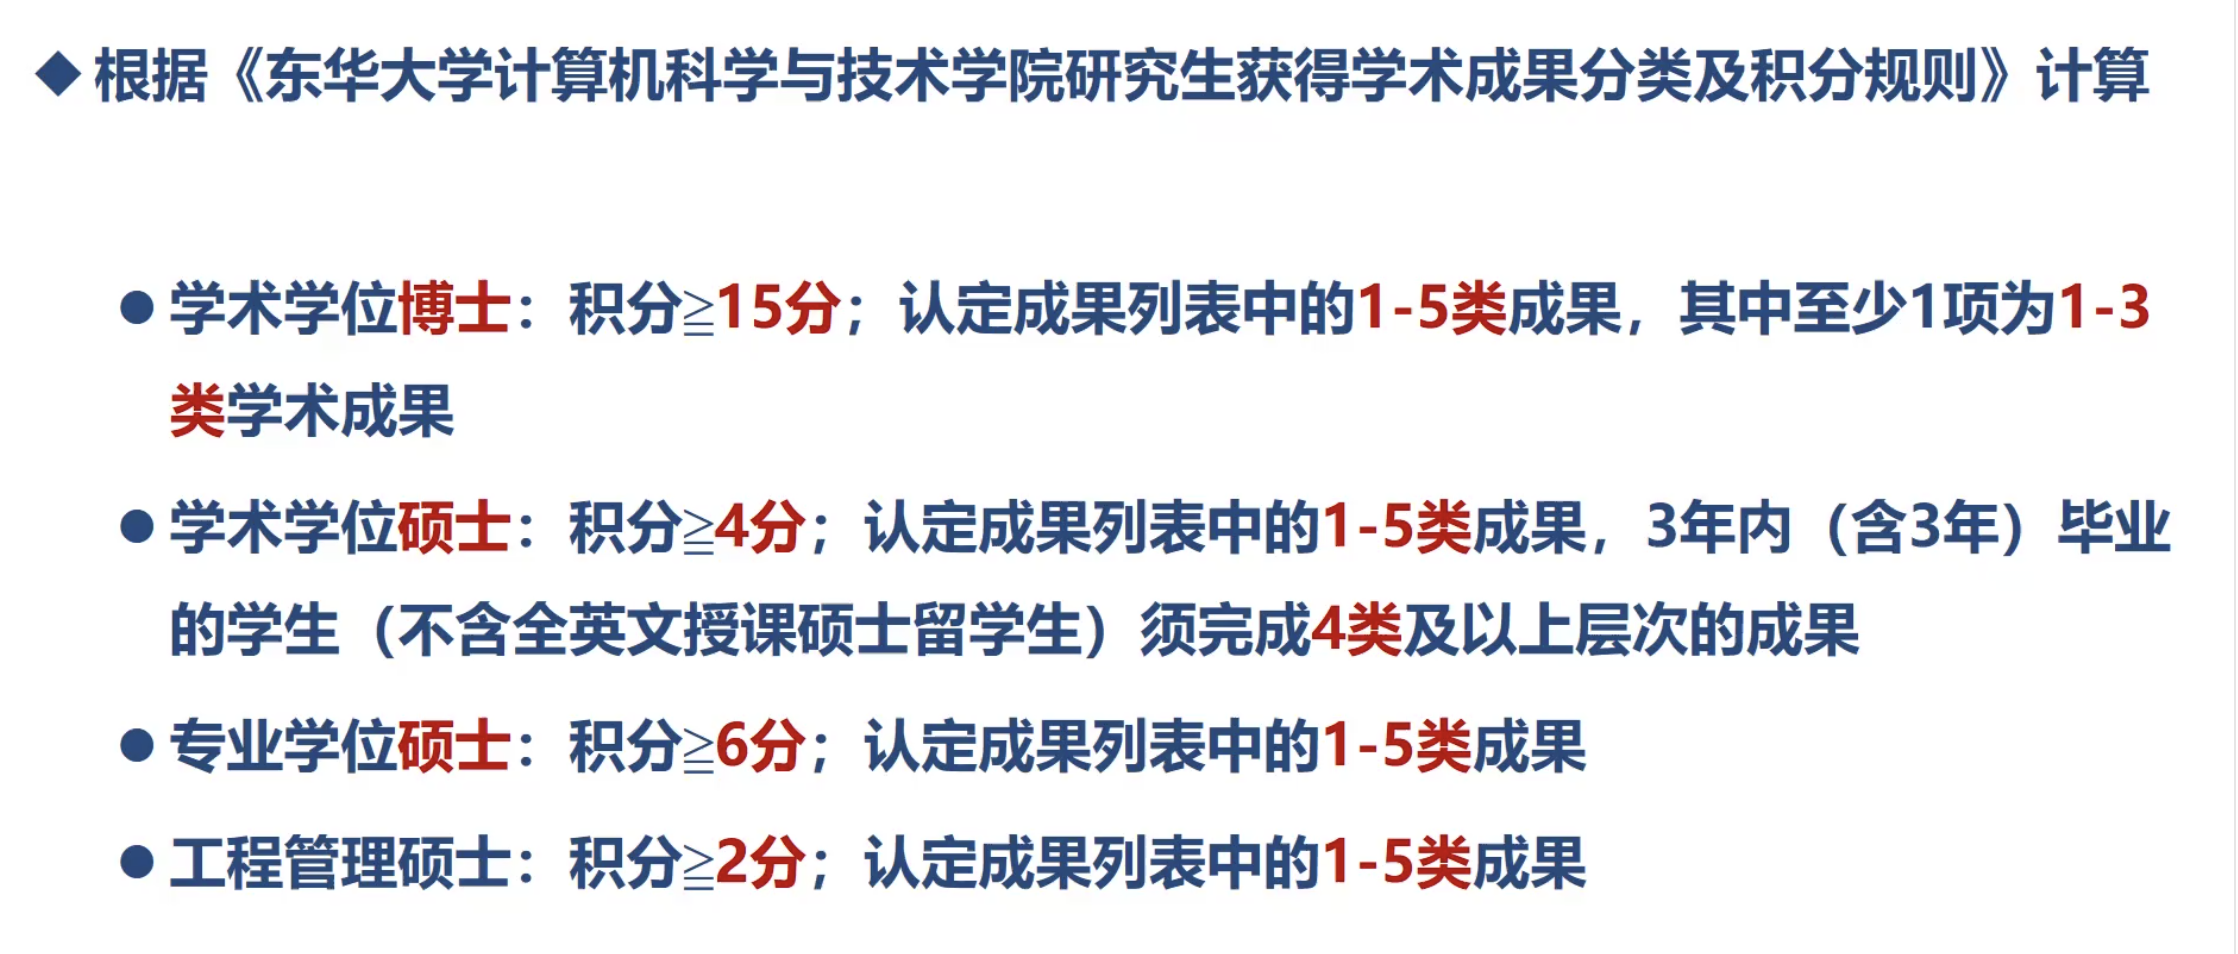 ◆根据《东华大学计算机科学与技术学院研究生获得学术成果分类及积分规则》计算
●学术学位博士：积分≧15分；认定成果列表中的1-5类成果，其中至少1项为1-3
类学术成果
●学术学位硕士：积分≧4分；认定成果列表中的1-5类成果，3年内（含3年）毕业
的学生（不含全英文授课硕士留学生）须完成4类及以上层次的成果
●专业学位硕士：积分≧6分；认定成果列表中的1-5类成果
●工程管理硕士：积分≧2分；认定成果列表中的1-5类成果